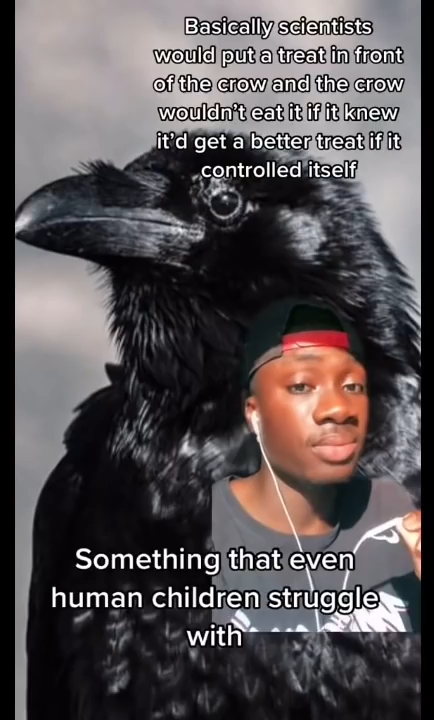 Basically scientists
would put a treat in front
of the crow and the crow
wouldn't eat it if it knew
it'd get a better treat if it
controlled itself
Something that even
human children struggle
with